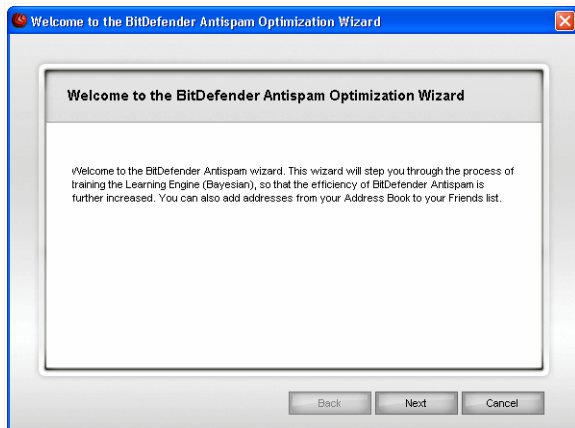 Welcome to the BitDefender Antispam Optimization Wizard
Welcome to the BitDefender Antispam Optimization Wizard
Welcome to the BitDefender Antispam wizard. This wizard will step you through the process of
training the Learning Engine (Bayesian), so that the efficiency of BitDefender Antispam is
further increased. You can also add addresses from your Address Book to your Friends list.
Back Next Cancel